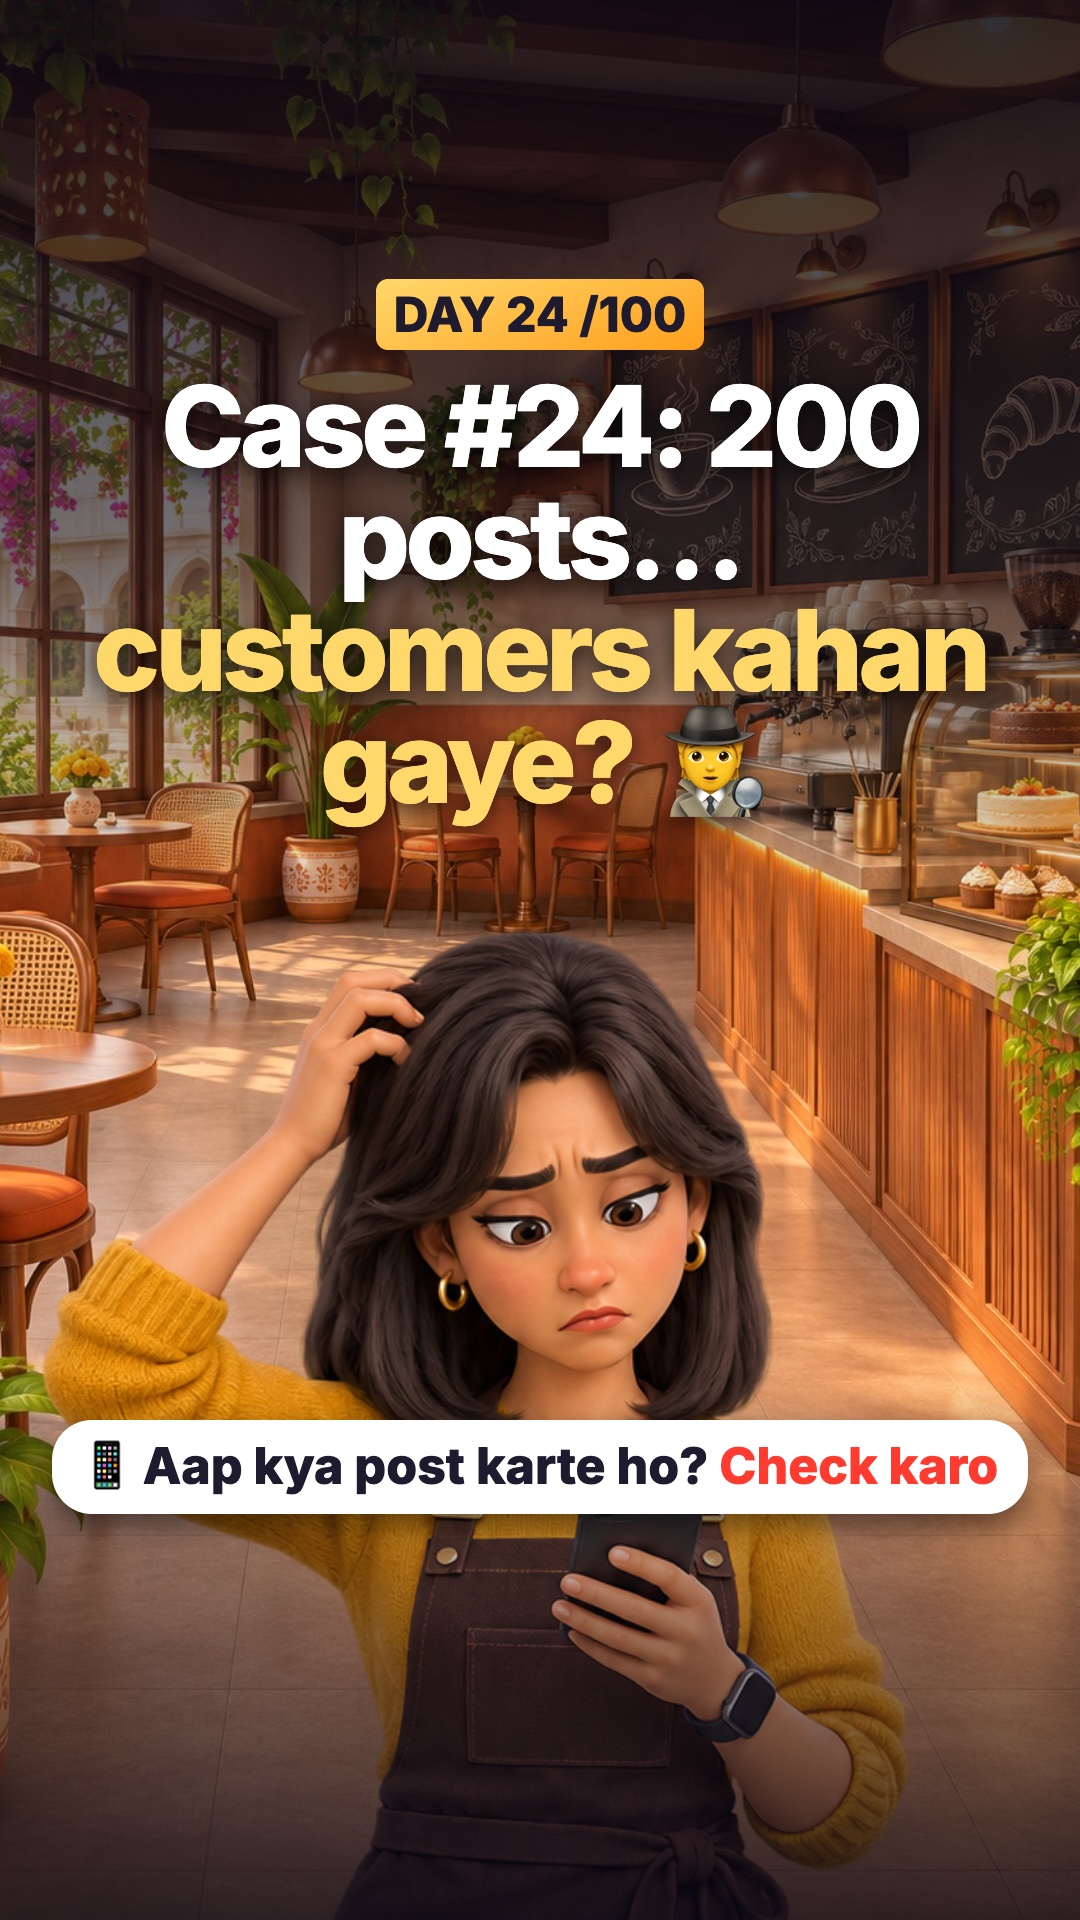 DAY 24 /100
Case #24: 200
posts...
customers kahan
gaye? 🕵️
📱 Aap kya post karte ho? Check karo